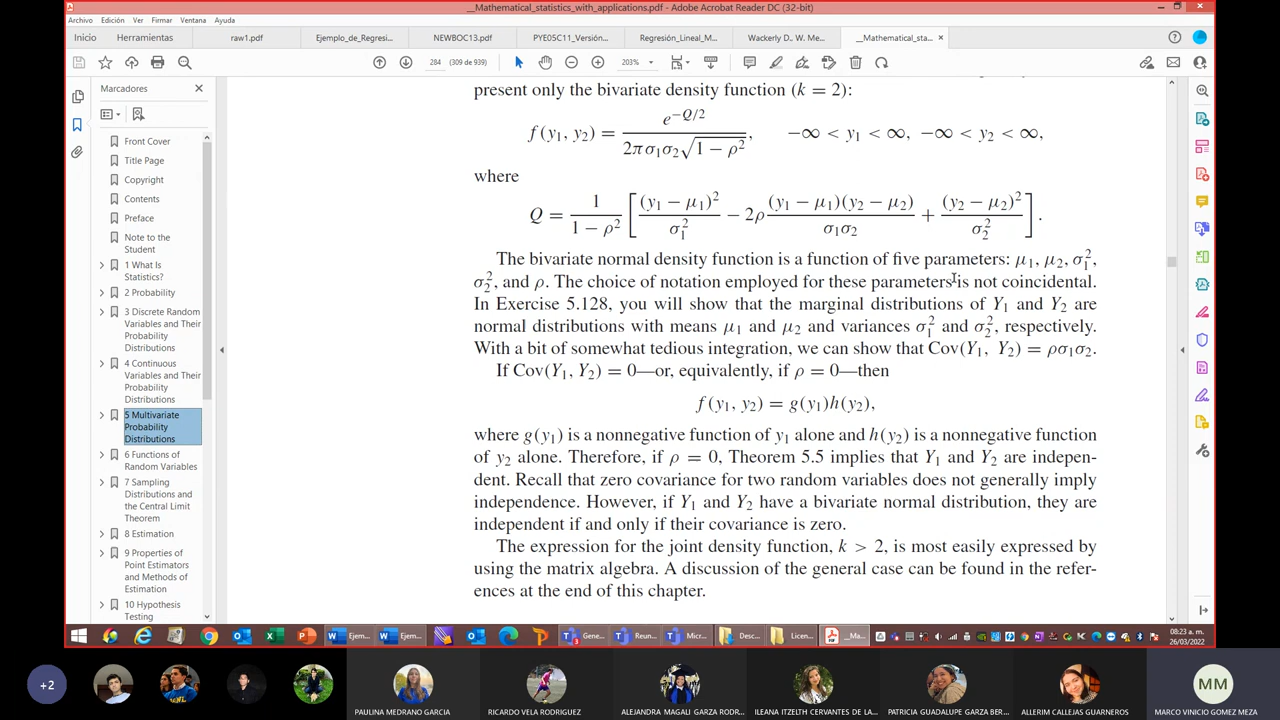 __Mathematical_statistics_with_applications.pdf - Adobe Acrobat Reader DC (32-bit)
Archivo Edición Ver Firmar Ventana Ayuda
Inicio Herramientas raw1.pdf Ejemplo_de_Regresi... NEWBOC13.pdf PYE05C11_Versión... Regresión_Lineal_M... Wackerly D., W. Me... __Mathematical_sta... ×
284 (309 de 939) 203%
Marcadores
Front Cover
Title Page
Copyright
Contents
Preface
Note to the
Student
1 What Is
Statistics?
2 Probability
3 Discrete Random
Variables and Their
Probability
Distributions
4 Continuous
Variables and Their
Probability
Distributions
5 Multivariate
Probability
Distributions
6 Functions of
Random Variables
7 Sampling
Distributions and
the Central Limit
Theorem
8 Estimation
9 Properties of
Point Estimators
and Methods of
Estimation
10 Hypothesis
Testing
present only the bivariate density function (k = 2):
f(y₁, y₂) = e^(−Q/2) / (2πσ₁σ₂√(1 − ρ²)), −∞ < y₁ < ∞, −∞ < y₂ < ∞,
where
Q = 1/(1 − ρ²) [ (y₁ − μ₁)²/σ₁² − 2ρ (y₁ − μ₁)(y₂ − μ₂)/(σ₁σ₂) + (y₂ − μ₂)²/σ₂² ].
The bivariate normal density function is a function of five parameters: μ₁, μ₂, σ₁²,
σ₂², and ρ. The choice of notation employed for these parameters is not coincidental.
In Exercise 5.128, you will show that the marginal distributions of Y₁ and Y₂ are
normal distributions with means μ₁ and μ₂ and variances σ₁² and σ₂², respectively.
With a bit of somewhat tedious integration, we can show that Cov(Y₁, Y₂) = ρσ₁σ₂.
If Cov(Y₁, Y₂) = 0—or, equivalently, if ρ = 0—then
f(y₁, y₂) = g(y₁)h(y₂),
where g(y₁) is a nonnegative function of y₁ alone and h(y₂) is a nonnegative function
of y₂ alone. Therefore, if ρ = 0, Theorem 5.5 implies that Y₁ and Y₂ are indepen-
dent. Recall that zero covariance for two random variables does not generally imply
independence. However, if Y₁ and Y₂ have a bivariate normal distribution, they are
independent if and only if their covariance is zero.
The expression for the joint density function, k > 2, is most easily expressed by
using the matrix algebra. A discussion of the general case can be found in the refer-
ences at the end of this chapter.
Ejem... Ejem... Gene... Reun... Micr... Desc... Licen... __Ma...
08:23 a. m.
26/03/2022
+2
MM
PAULINA MEDRANO GARCIA
RICARDO VELA RODRIGUEZ
ALEJANDRA MAGALI GARZA RODR...
ILEANA ITZELTH CERVANTES DE LA...
PATRICIA GUADALUPE GARZA BER...
ALLERIM CALLEJAS GUARNEROS
MARCO VINICIO GOMEZ MEZA